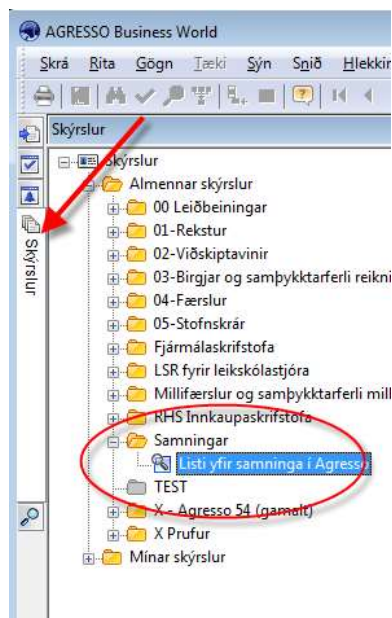 AGRESSO Business World
Skrá Rita Gögn Tæki Sýn Snið Hlekkir
Skýrslur
Skýrslur
Skýrslur
Almennar skýrslur
00 Leiðbeiningar
01-Rekstur
02-Viðskiptavinir
03-Birgjar og samþykktarferli reikni
04-Færslur
05-Stofnskrár
Fjármálaskrifstofa
LSR fyrir leikskólastjóra
Millifærslur og samþykktarferli mill
RHS Innkaupaskrifstofa
Samningar
Listi yfir samninga í Agresso
TEST
X - Agresso 54 (gamalt)
X Prufur
Mínar skýrslur